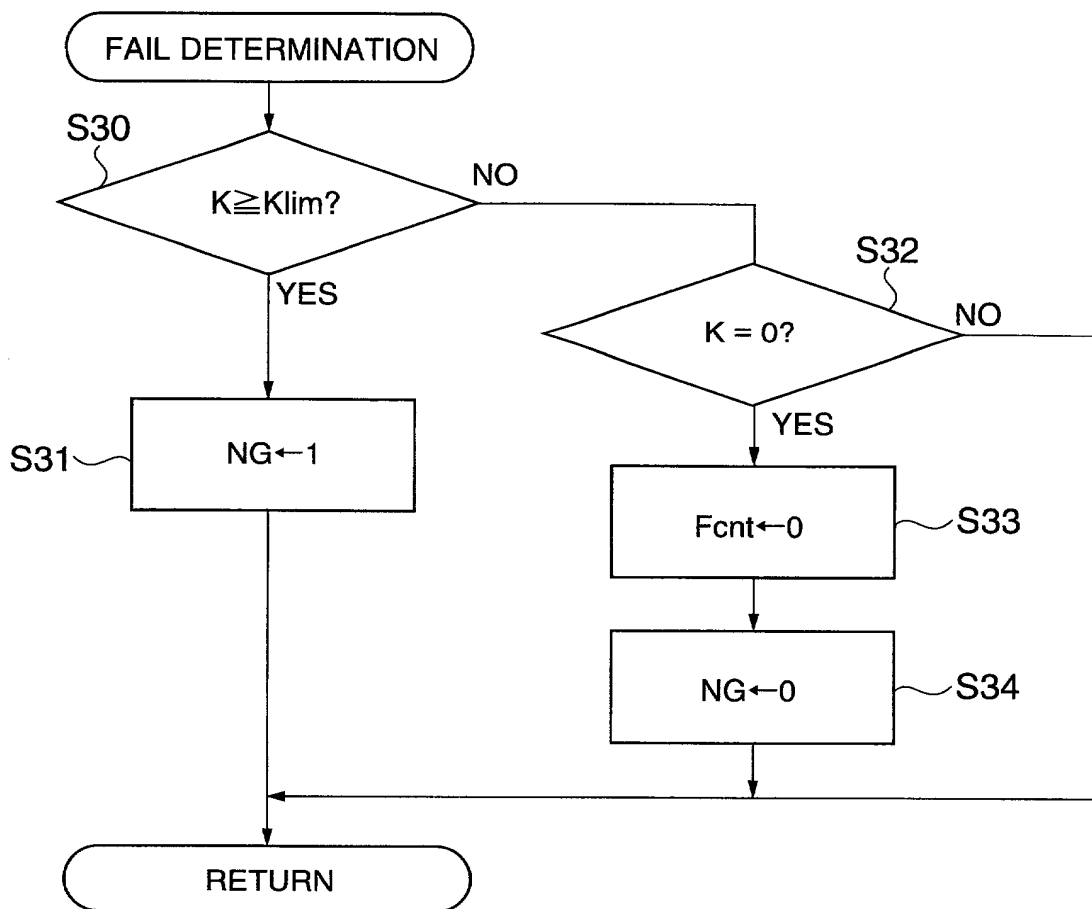 FAIL DETERMINATION
S30
K≧Klim?
NO
YES
S32
K = 0?
NO
YES
S31
NG←1
Fcnt←0
S33
NG←0
S34
RETURN